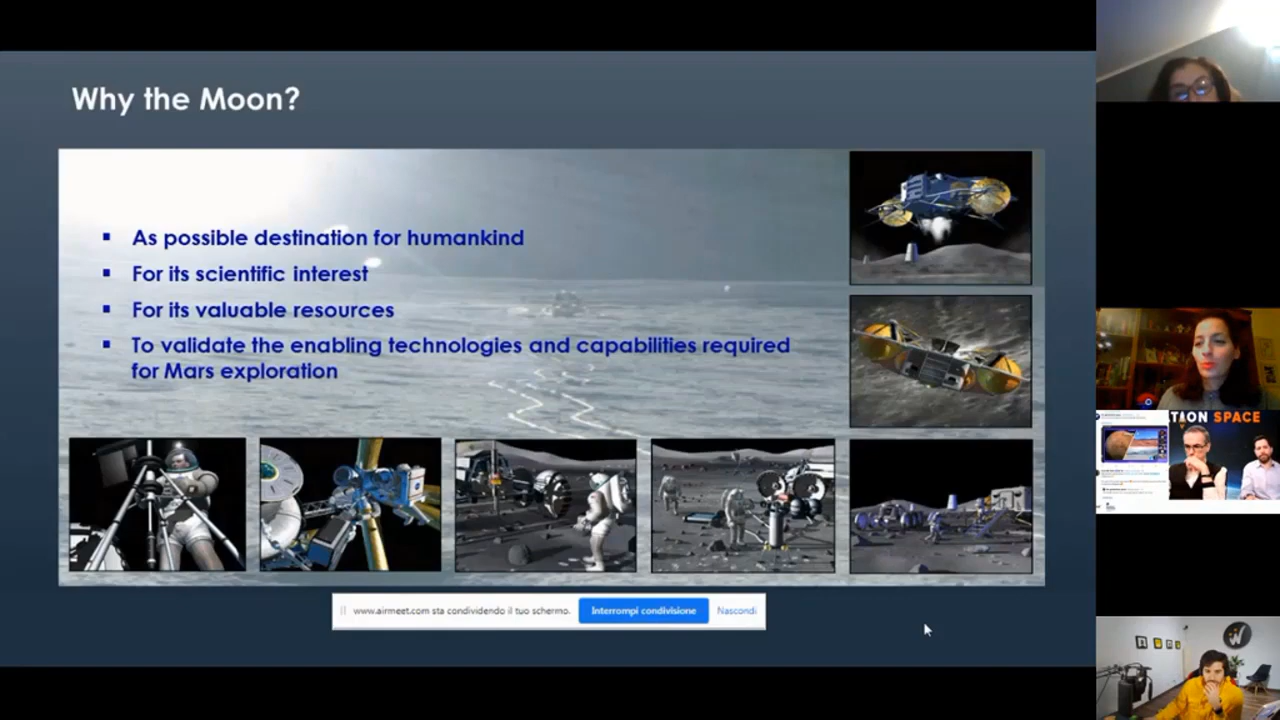 Why the Moon?
▪ As possible destination for humankind
▪ For its scientific interest
▪ For its valuable resources
▪ To validate the enabling technologies and capabilities required
for Mars exploration
www.airmeet.com sta condividendo il tuo schermo. Interrompi condivisione Nascondi
SPACE